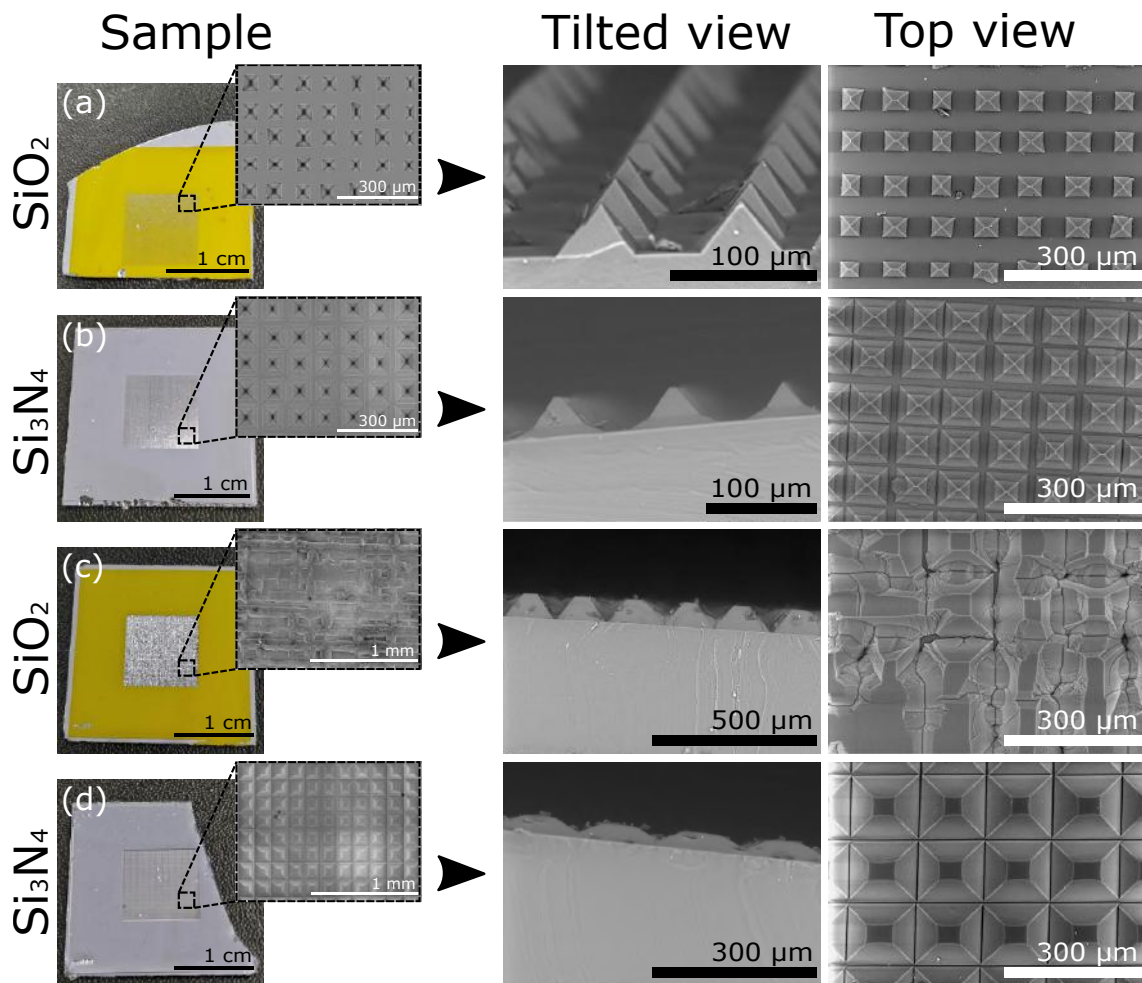 Sample Tilted view Top view
SiO₂
(a)
300 µm
1 cm
100 µm
300 µm
Si₃N₄
(b)
300 µm
1 cm
100 µm
300 µm
SiO₂
(c)
1 mm
1 cm
500 µm
300 µm
Si₃N₄
(d)
1 mm
1 cm
300 µm
300 µm